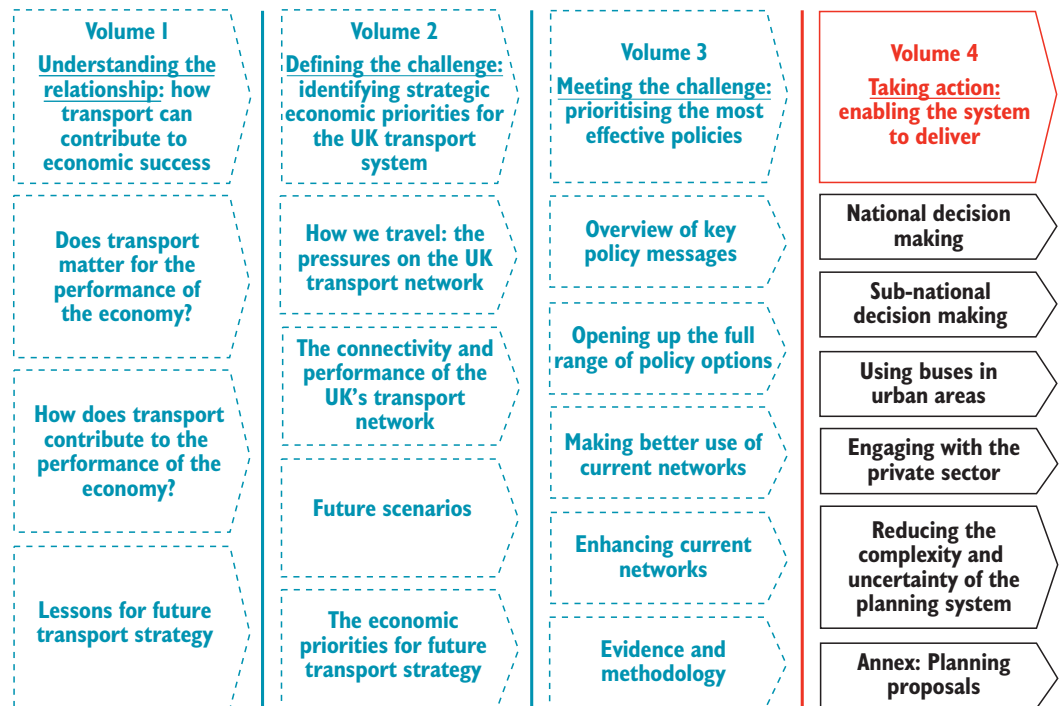 Volume 1
Understanding the
relationship: how
transport can
contribute to
economic success
Does transport
matter for the
performance of
the economy?
How does transport
contribute to the
performance of the
economy?
Lessons for future
transport strategy
Volume 2
Defining the challenge:
identifying strategic
economic priorities for
the UK transport
system
How we travel: the
pressures on the UK
transport network
The connectivity and
performance of the
UK's transport
network
Future scenarios
The economic
priorities for future
transport strategy
Volume 3
Meeting the challenge:
prioritising the most
effective policies
Overview of key
policy messages
Opening up the full
range of policy options
Making better use of
current networks
Enhancing current
networks
Evidence and
methodology
Volume 4
Taking action:
enabling the system
to deliver
National decision
making
Sub-national
decision making
Using buses in
urban areas
Engaging with the
private sector
Reducing the
complexity and
uncertainty of the
planning system
Annex: Planning
proposals